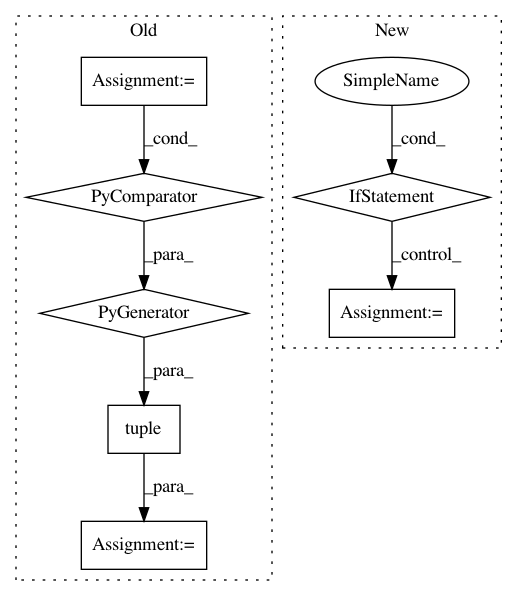 Old
New
Assignment:=
SimpleName
_cond_
_cond_
PyComparator
IfStatement
_para_
_control_
PyGenerator
Assignment:=
_para_
tuple
_para_
Assignment:=